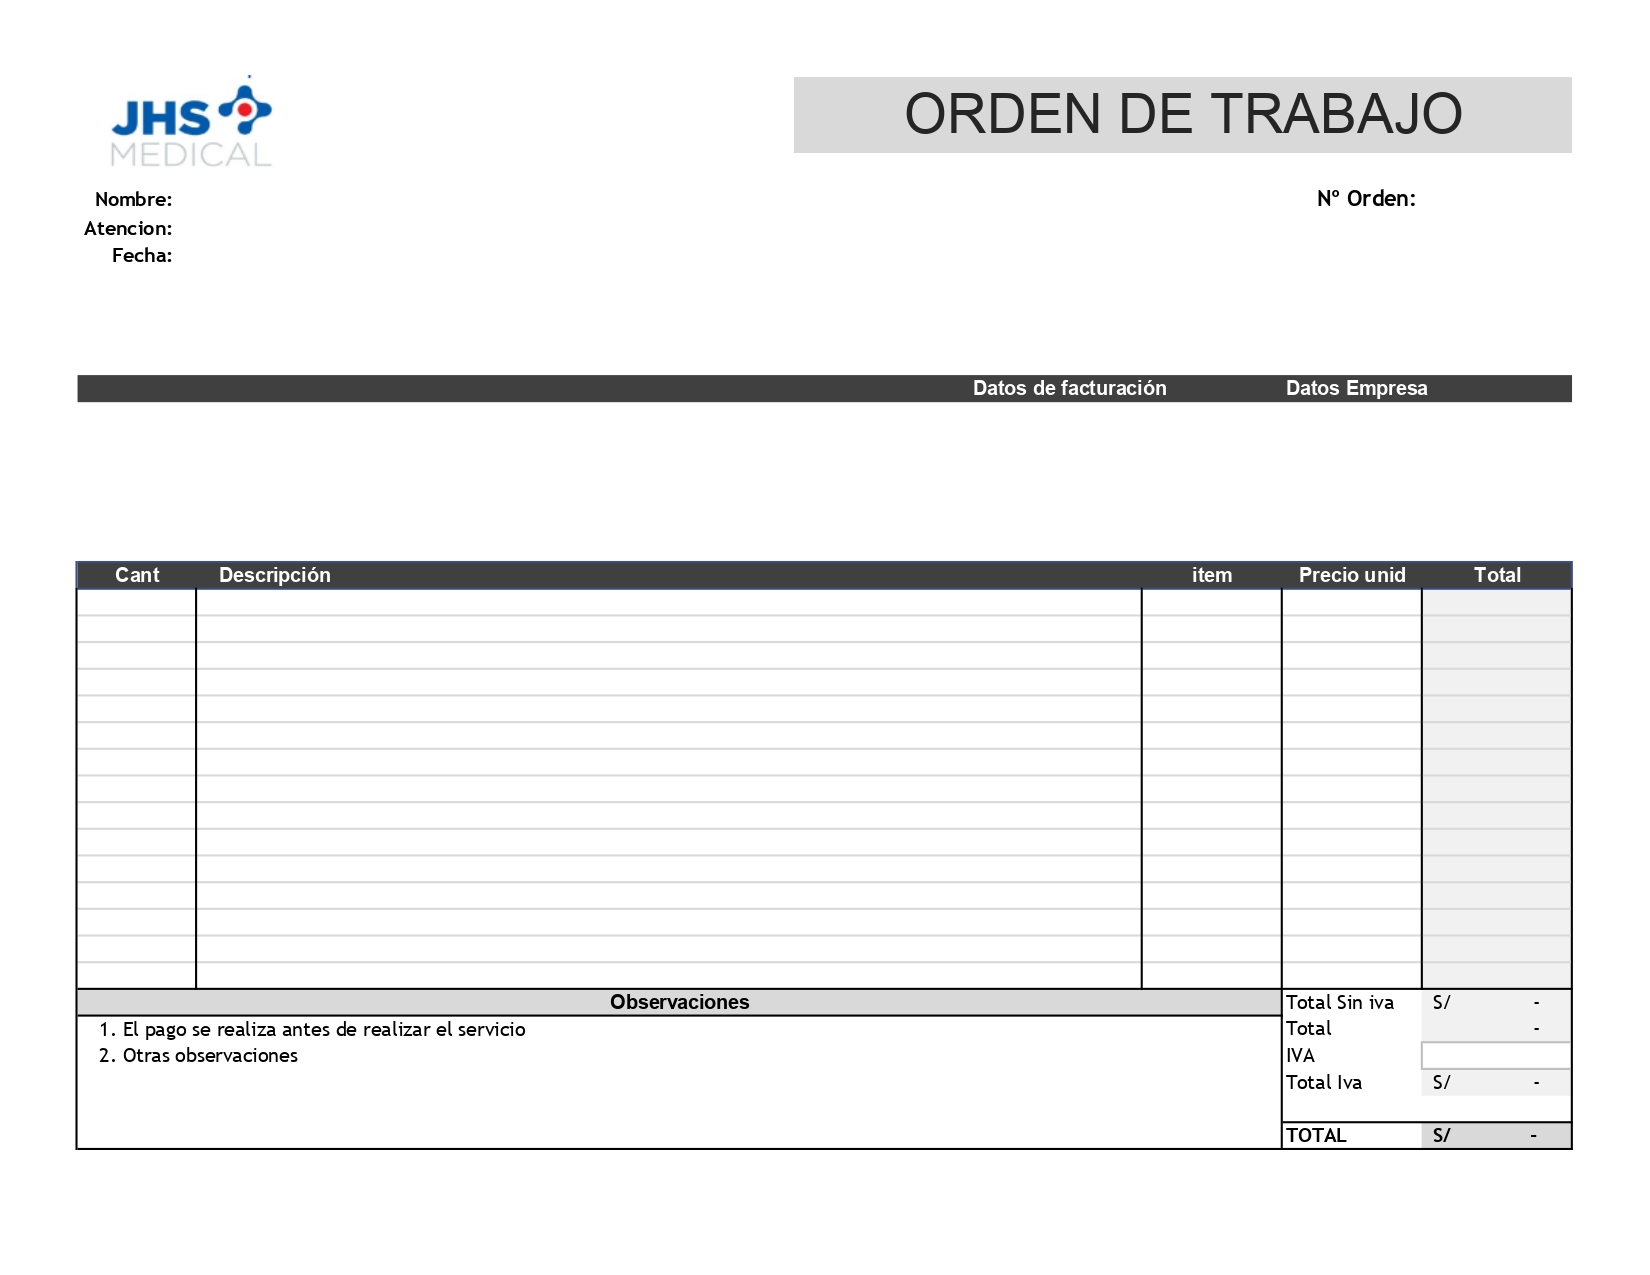 JHS
MEDICAL
ORDEN DE TRABAJO
Nombre:
Nº Orden:
Atencion:
Fecha:
Datos de facturación Datos Empresa
Cant Descripción item Precio unid Total
Observaciones Total Sin iva S/ -
1. El pago se realiza antes de realizar el servicio Total -
2. Otras observaciones IVA
Total Iva S/ -
TOTAL S/ -